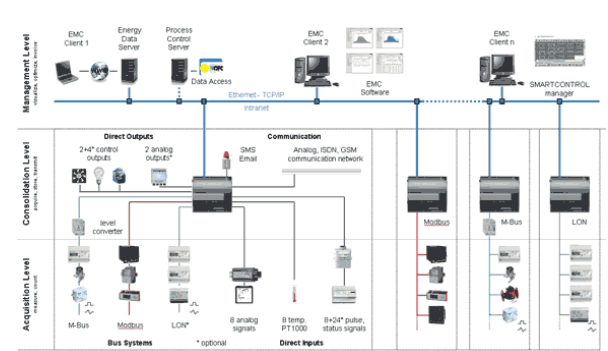 Management Level
visualize, optimize, invoice
EMC
Client 1
Energy
Data
Server
Process
Control
Server
OPC
Data Access
EMC
Client 2
EMC
Software
EMC
Client n
SMARTCONTROL
manager
Ethernet - TCP/IP
intranet
Consolidation Level
Direct Outputs
Communication
2+4* control
outputs
2 analog
outputs*
SMS
Email
Analog, ISDN, GSM
communication network
level
converter
Modbus
M-Bus
LON
Acquisition Level
measure, count
M-Bus
Modbus
LON*
8 analog
signals
8 temp.
PT1000
8+24* pulse,
status signals
Bus Systems
* optional
Direct Inputs